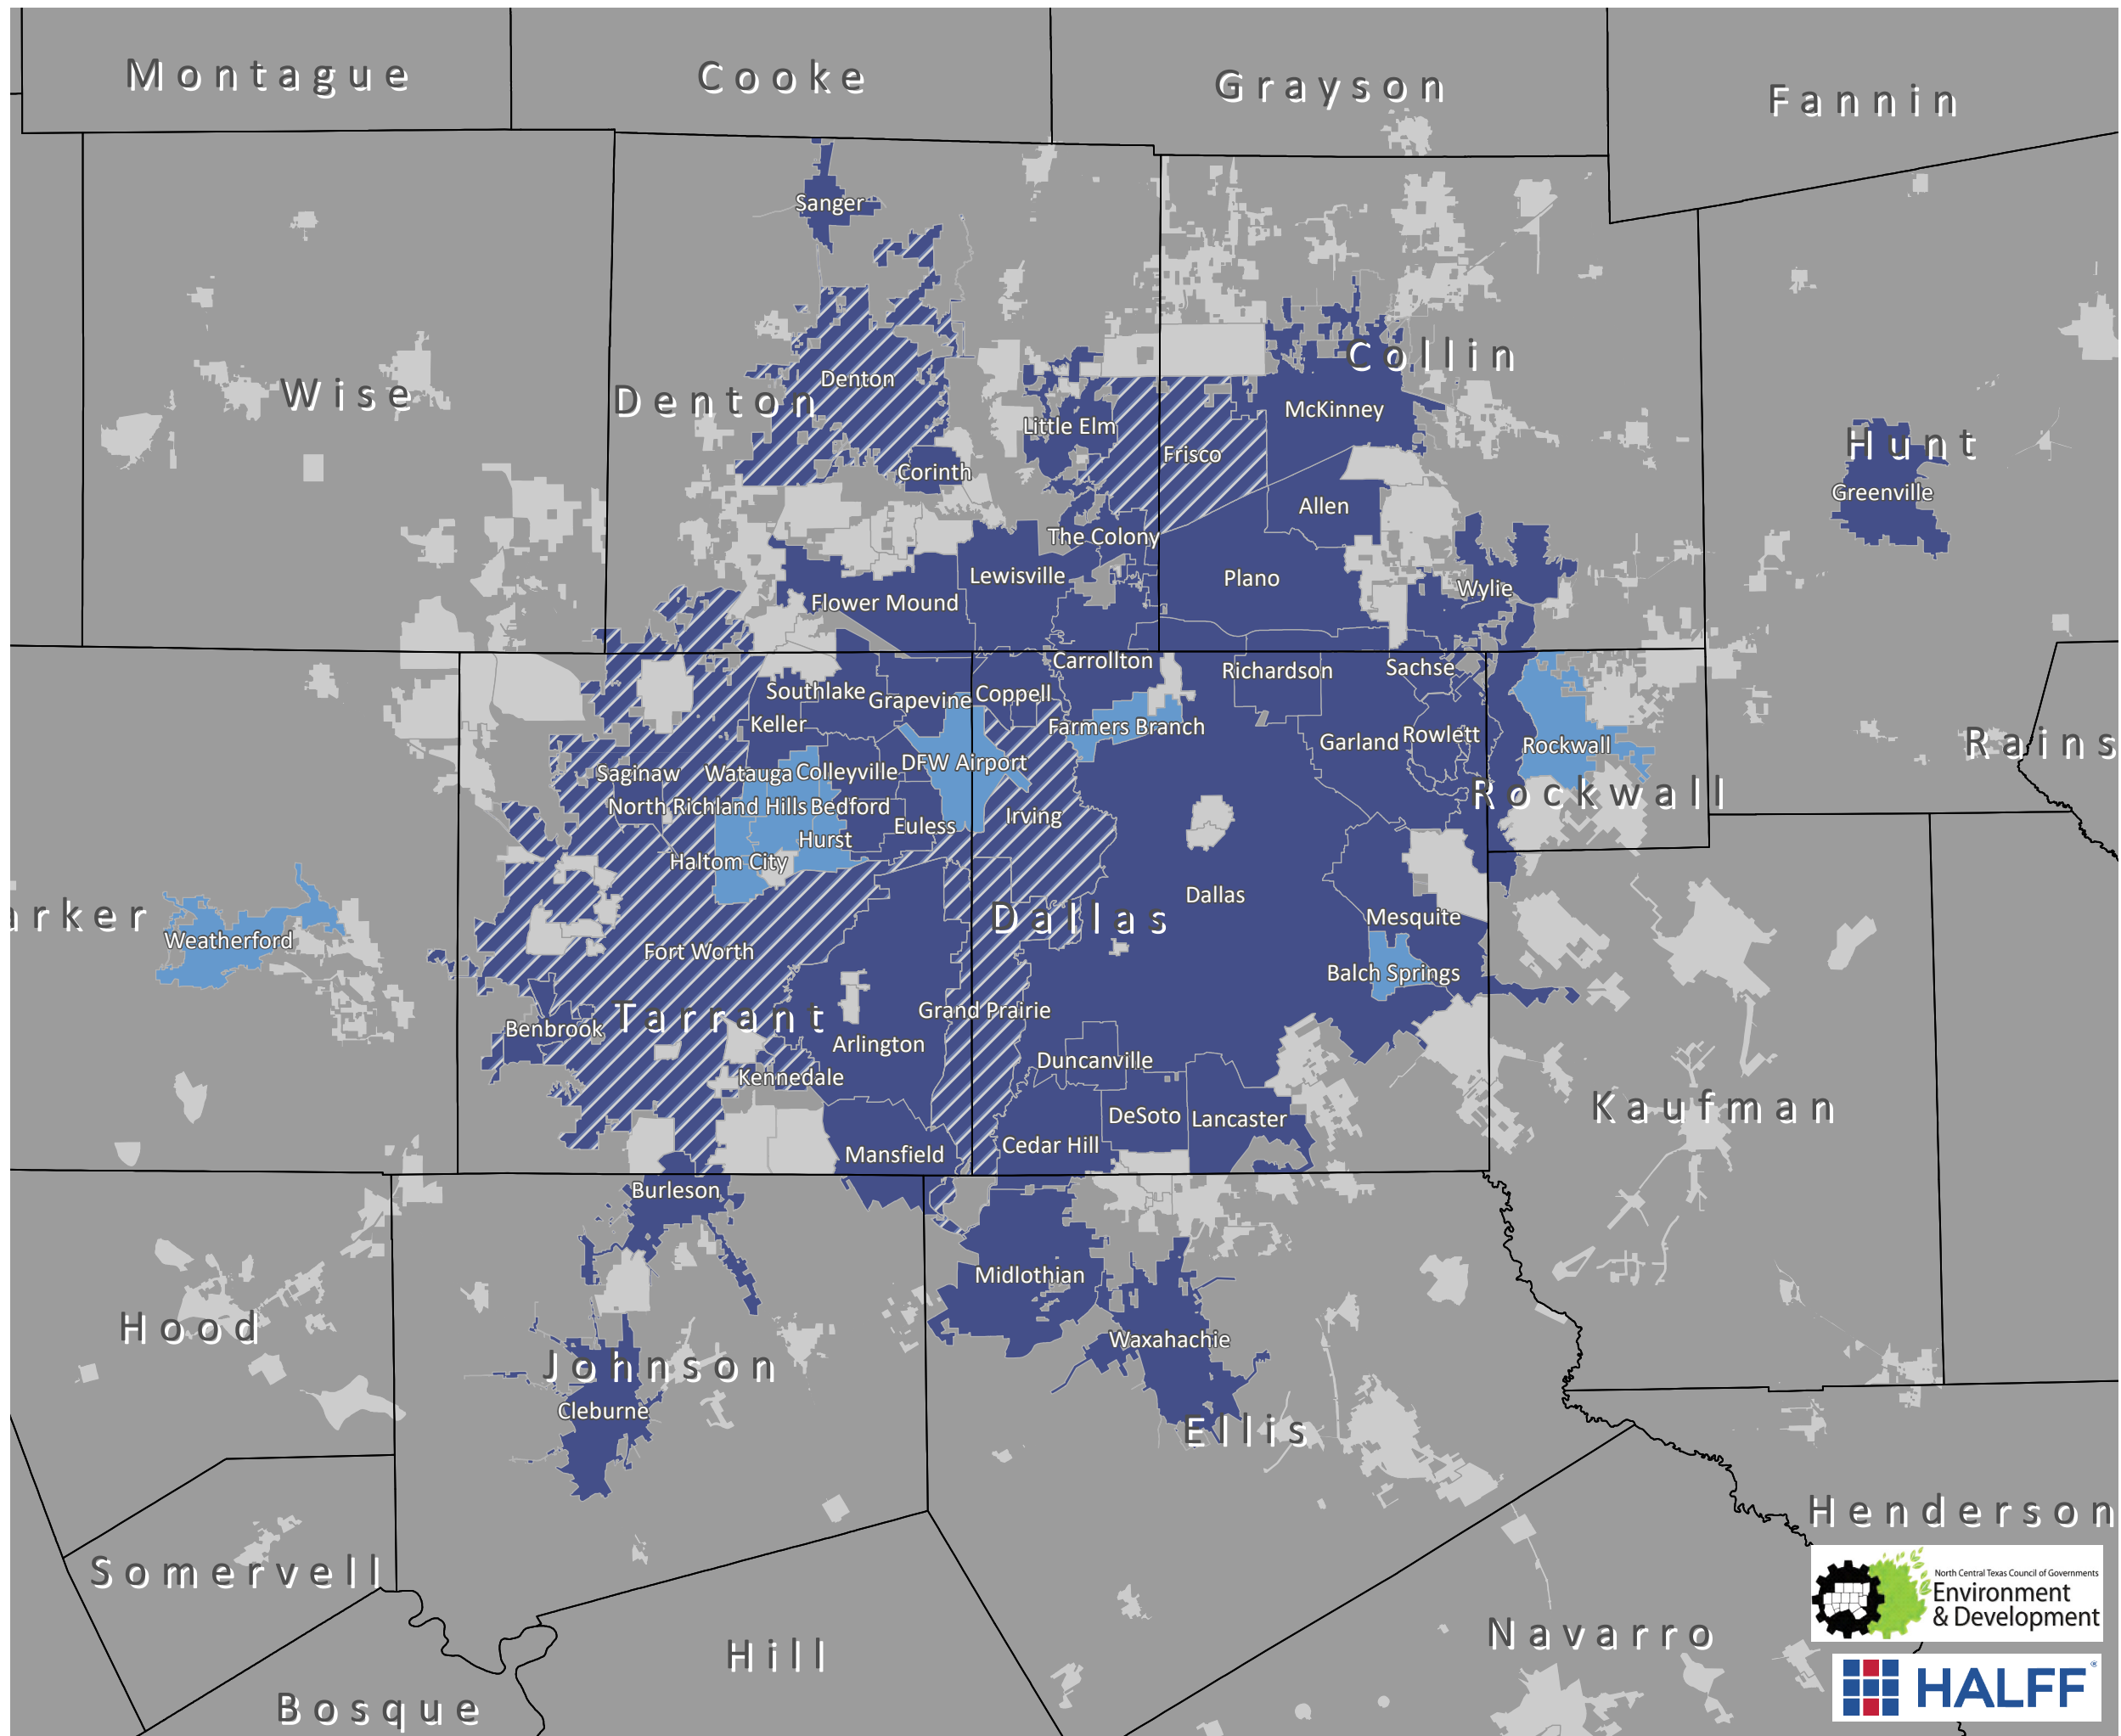 Montague
Cooke
Grayson
Fannin
Sanger
Wise
Denton
Denton
Collin
Little Elm
McKinney
Frisco
Corinth
Hunt
Greenville
Allen
The Colony
Lewisville
Plano
Wylie
Flower Mound
Carrollton
Richardson
Sachse
Southlake
Grapevine
Coppell
Keller
Farmers Branch
Garland
Rowlett
Rockwall
Rains
DFW Airport
Saginaw
Watauga
Colleyville
North Richland Hills
Bedford
Rockwall
Irving
Euless
Hurst
Haltom City
Dallas
arker
Dallas
Mesquite
Weatherford
Fort Worth
Balch Springs
Grand Prairie
Tarrant
Benbrook
Arlington
Duncanville
Kennedale
Kaufman
DeSoto
Lancaster
Cedar Hill
Mansfield
Burleson
Midlothian
Hood
Waxahachie
Johnson
Cleburne
Ellis
Henderson
Somervell
North Central Texas Council of Governments
Environment
& Development
Navarro
Hill
HALFF®
Bosque